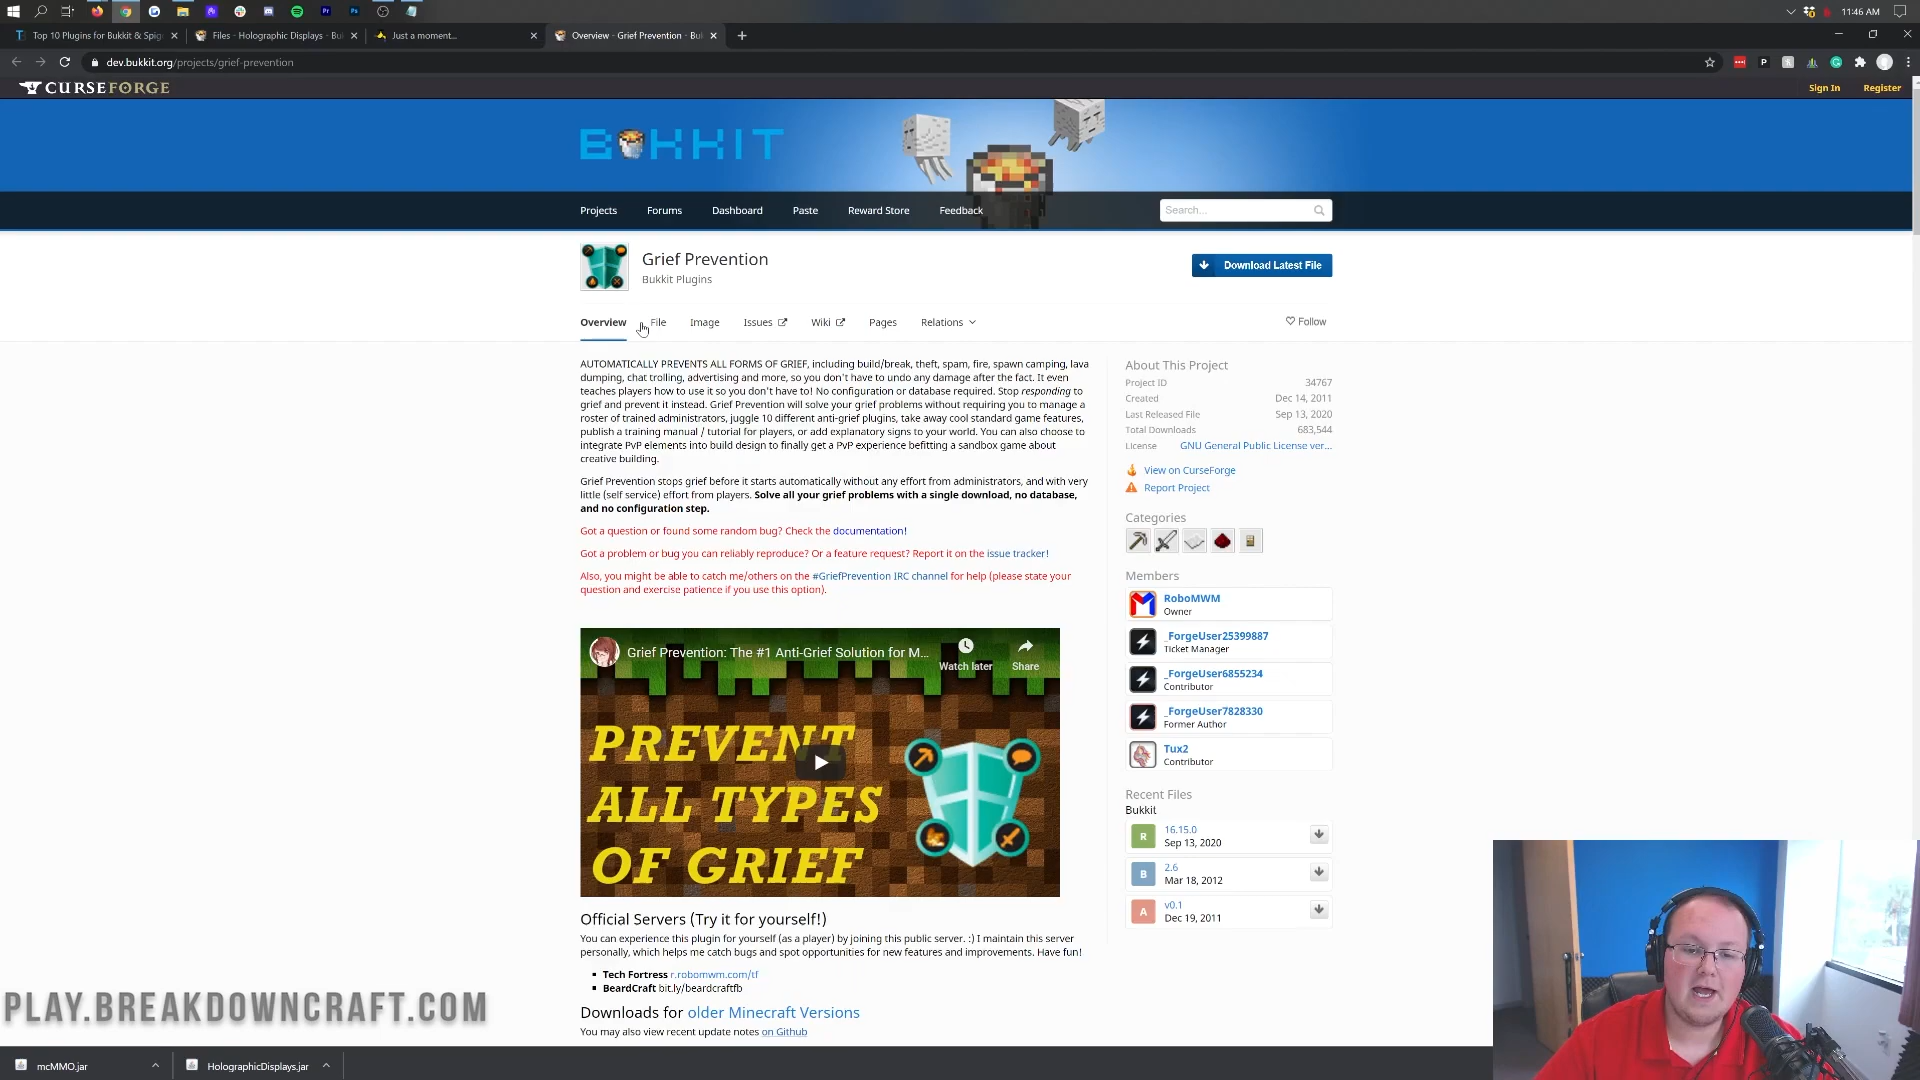 11:46 AM
Top 10 Plugins for Bukkit & Spig
Files - Holographic Displays - Buk
Just a moment...
Overview - Grief Prevention - Buk
dev.bukkit.org/projects/grief-prevention
CURSEFORGE
Sign In
Register
BUKKIT
Projects
Forums
Dashboard
Paste
Reward Store
Feedback
Search...
Grief Prevention
Bukkit Plugins
Download Latest File
Overview
File
Image
Issues
Wiki
Pages
Relations
Follow
AUTOMATICALLY PREVENTS ALL FORMS OF GRIEF, including build/break, theft, spam, fire, spawn camping, lava
dumping, chat trolling, advertising and more, so you don't have to undo any damage after the fact. It even
teaches players how to use it so you don't have to! No configuration or database required. Stop responding to
grief and prevent it instead. Grief Prevention will solve your grief problems without requiring you to manage a
roster of trained administrators, juggle 10 different anti-grief plugins, take away cool standard game features,
publish a training manual / tutorial for players, or add explanatory signs to your world. You can also choose to
integrate PvP elements into build design to finally get a PvP experience befitting a sandbox game about
creative building.
Grief Prevention stops grief before it starts automatically without any effort from administrators, and with very
little (self service) effort from players. Solve all your grief problems with a single download, no database,
and no configuration step.
Got a question or found some random bug? Check the documentation!
Got a problem or bug you can reliably reproduce? Or a feature request? Report it on the issue tracker!
Also, you might be able to catch me/others on the #GriefPrevention IRC channel for help (please state your
question and exercise patience if you use this option).
Grief Prevention: The #1 Anti-Grief Solution for M...
Watch later
Share
PREVENT
ALL TYPES
OF GRIEF
Official Servers (Try it for yourself!)
You can experience this plugin for yourself (as a player) by joining this public server. :) I maintain this server
personally, which helps me catch bugs and spot opportunities for new features and improvements. Have fun!
Tech Fortress r.robomwm.com/tf
BeardCraft bit.ly/beardcraftfb
Downloads for older Minecraft Versions
You may also view recent update notes on Github
About This Project
Project ID 34767
Created Dec 14, 2011
Last Released File Sep 13, 2020
Total Downloads 683,544
License GNU General Public License ver...
View on CurseForge
Report Project
Categories
Members
RoboMWM
Owner
_ForgeUser25399887
Ticket Manager
_ForgeUser6855234
Contributor
_ForgeUser7828330
Former Author
Tux2
Contributor
Recent Files
Bukkit
R
16.15.0
Sep 13, 2020
B
2.6
Mar 18, 2012
A
v0.1
Dec 19, 2011
PLAY.BREAKDOWNCRAFT.COM
mcMMO.jar
HolographicDisplays.jar